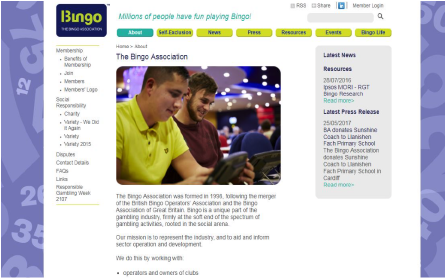 Bingo
THE BINGO ASSOCIATION
Millions of people have fun playing Bingo!
RSS Share Member Login
About Self-Exclusion News Press Resources Events Bingo Life
Home > About
The Bingo Association
Membership
Benefits of
Membership
Join
Members
Members' Logo
Social
Responsibility
Charity
Variety - We Did
It Again
Variety
Variety 2015
Disputes
Contact Details
FAQs
Links
Responsible
Gambling Week
The Bingo Association was formed in 1998, following the merger
of the British Bingo Operators' Association and the Bingo
Association of Great Britain. Bingo is a unique part of the
gambling industry, firmly at the soft end of the spectrum of
gambling activities, rooted in the social arena.
Our mission is to represent the industry, and to aid and inform
sector operation and development.
We do this by working with:
• operators and owners of clubs
Latest News
Resources
28/07/2016
Ipsos MORI - RGT
Bingo Research
Read more>
Latest Press Release
25/05/2017
BA donates Sunshine
Coach to Llanishen
Fach Primary School
The Bingo Association
donates Sunshine
Coach to Llanishen
Fach Primary School in
Cardiff
Read more>